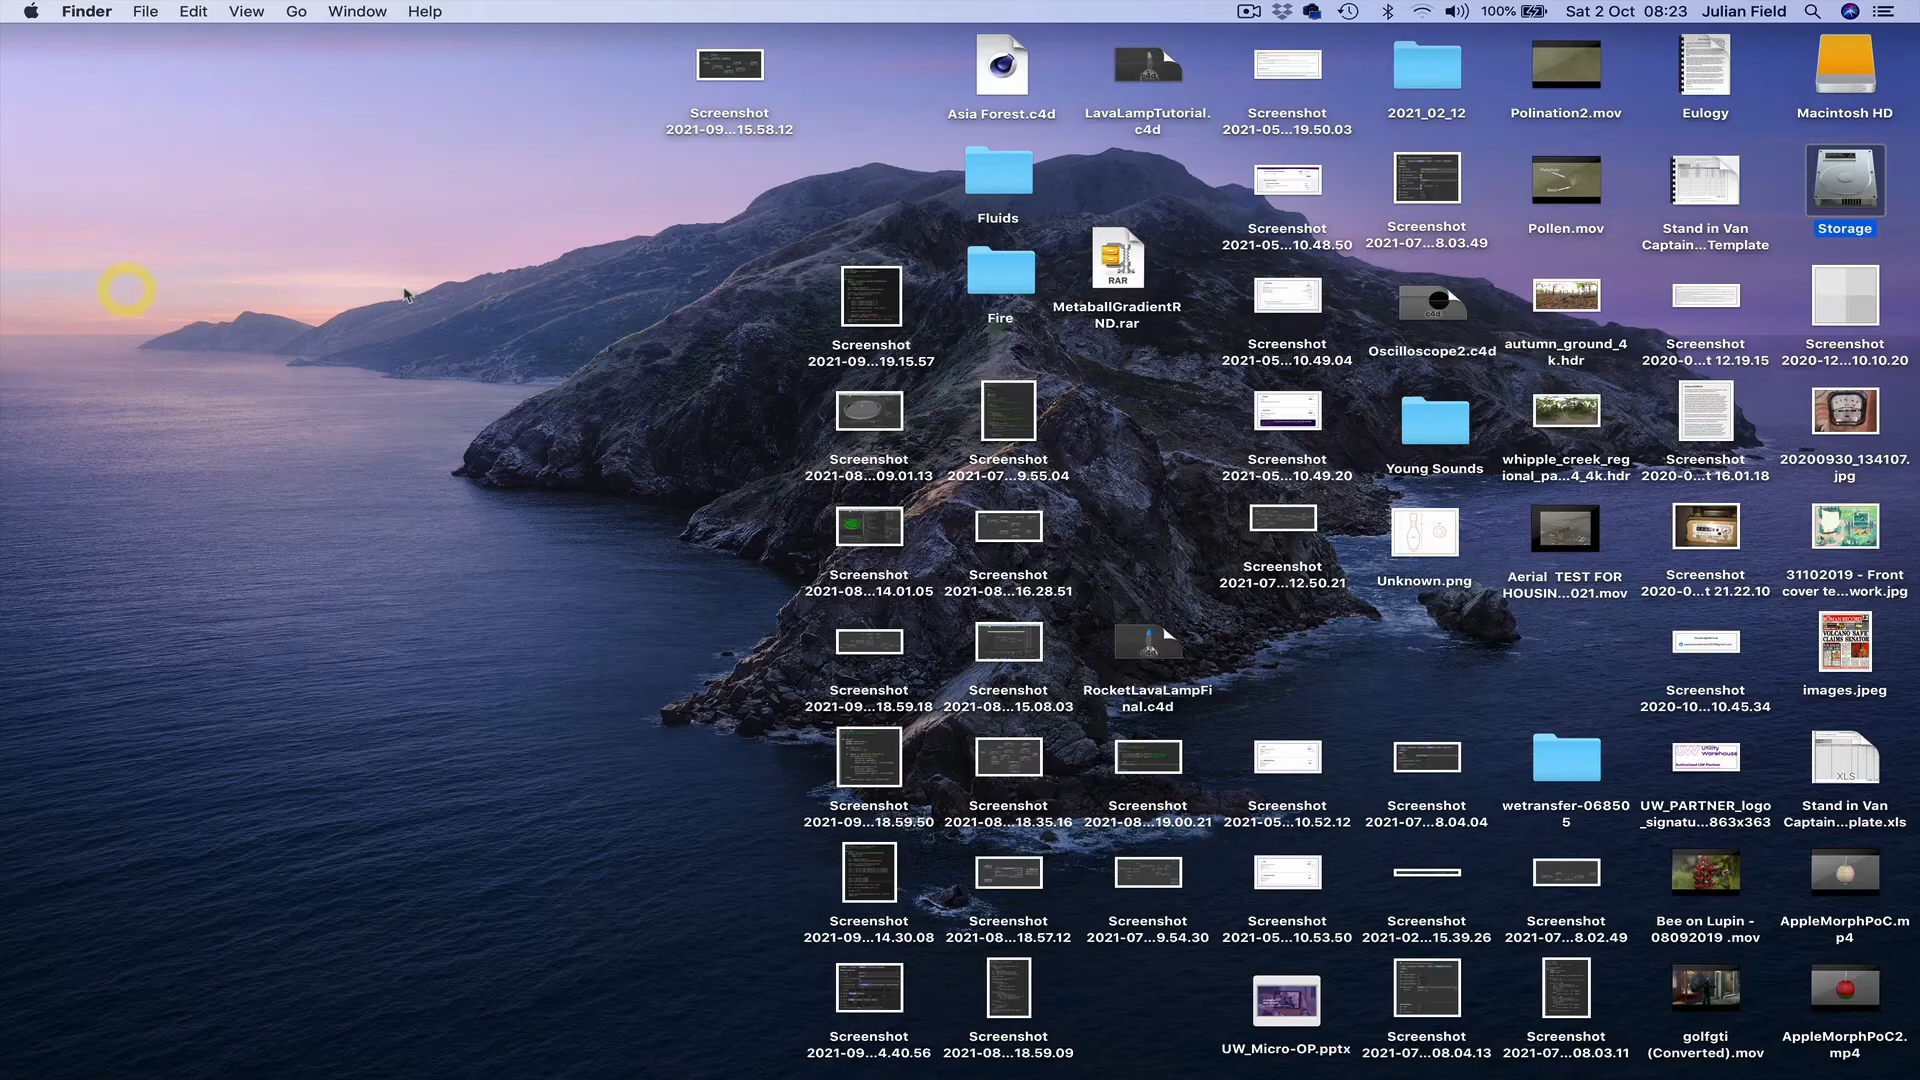 Finder File Edit View Go Window Help 100% Sat 2 Oct 08:23 Julian Field
Screenshot
2021-09...15.58.12
Asia Forest.c4d
LavaLampTutorial.
c4d
Screenshot
2021-05...19.50.03
2021_02_12
Polination2.mov
Eulogy
Macintosh HD
Fluids
Screenshot
2021-05...10.48.50
Screenshot
2021-07...8.03.49
Pollen.mov
Stand in Van
Captain...Template
Storage
Screenshot
2021-09...19.15.57
Fire
RAR
MetaballGradientR
ND.rar
Screenshot
2021-05...10.49.04
c4d
Oscilloscope2.c4d
autumn_ground_4
k.hdr
Screenshot
2020-0...t 12.19.15
Screenshot
2020-12...10.10.20
Screenshot
2021-08...09.01.13
Screenshot
2021-07...9.55.04
Screenshot
2021-05...10.49.20
Young Sounds
whipple_creek_reg
ional_pa...4_4k.hdr
Screenshot
2020-0...t 16.01.18
20200930_134107.
jpg
Screenshot
2021-08...14.01.05
Screenshot
2021-08...16.28.51
Screenshot
2021-07...12.50.21
Unknown.png
Aerial TEST FOR
HOUSIN...021.mov
Screenshot
2020-0...t 21.22.10
31102019 - Front
cover te...work.jpg
Screenshot
2021-09...18.59.18
Screenshot
2021-08...15.08.03
RocketLavaLampFi
nal.c4d
Screenshot
2020-10...10.45.34
ROMAN RECORD
VOLCANO SAFE
CLAIMS SENATOR
images.jpeg
Screenshot
2021-09...18.59.50
Screenshot
2021-08...18.35.16
Screenshot
2021-08...19.00.21
Screenshot
2021-05...10.52.12
Screenshot
2021-07...8.04.04
wetransfer-06850
5
UW Utility
Warehouse
Authorised UW Partner
UW_PARTNER_logo
_signatu...863x363
XLS
Stand in Van
Captain...plate.xls
Screenshot
2021-09...14.30.08
Screenshot
2021-08...18.57.12
Screenshot
2021-07...9.54.30
Screenshot
2021-05...10.53.50
Screenshot
2021-02...15.39.26
Screenshot
2021-07...8.02.49
Bee on Lupin -
08092019 .mov
AppleMorphPoC.m
p4
Screenshot
2021-09...4.40.56
Screenshot
2021-08...18.59.09
UW_Micro-OP.pptx
Screenshot
2021-07...08.04.13
Screenshot
2021-07...08.03.11
golfgti
(Converted).mov
AppleMorphPoC2.
mp4